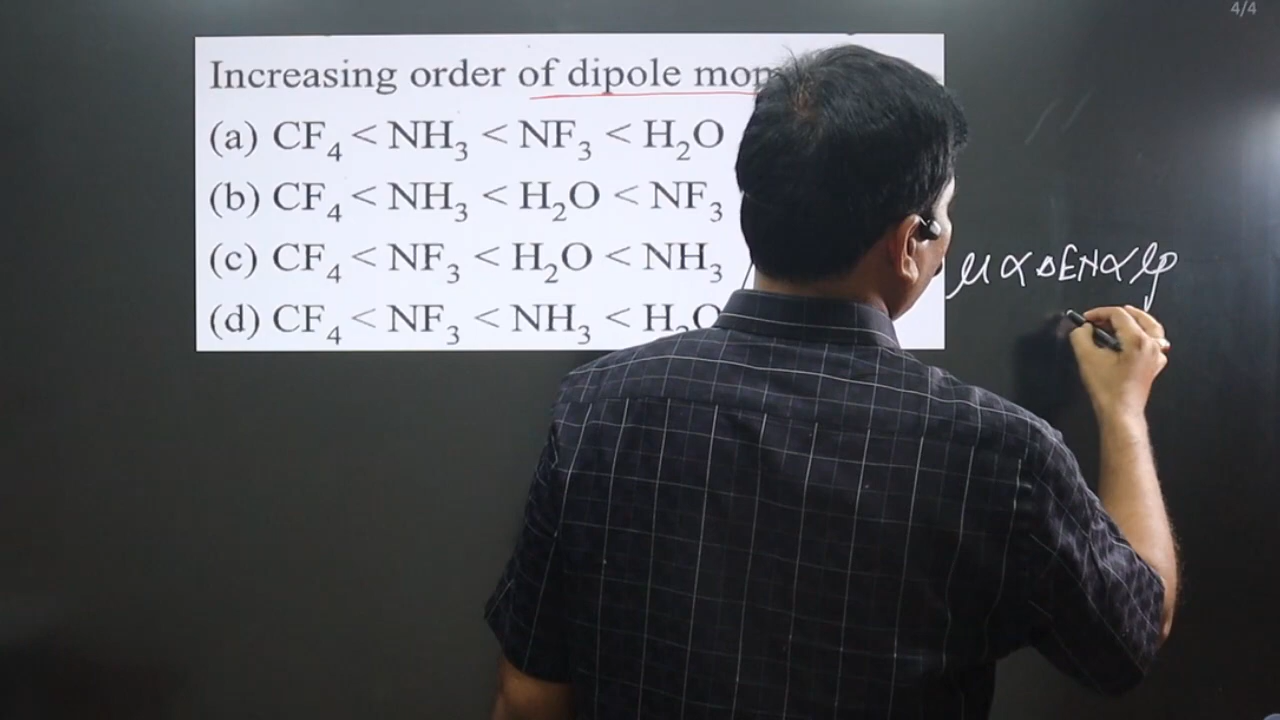 4/4
Increasing order of dipole mom
(a) CF₄ < NH₃ < NF₃ < H₂O
(b) CF₄ < NH₃ < H₂O < NF₃
(c) CF₄ < NF₃ < H₂O < NH₃
(d) CF₄ < NF₃ < NH₃ < H₂O
μ ∝ ΔEN ∝ lp